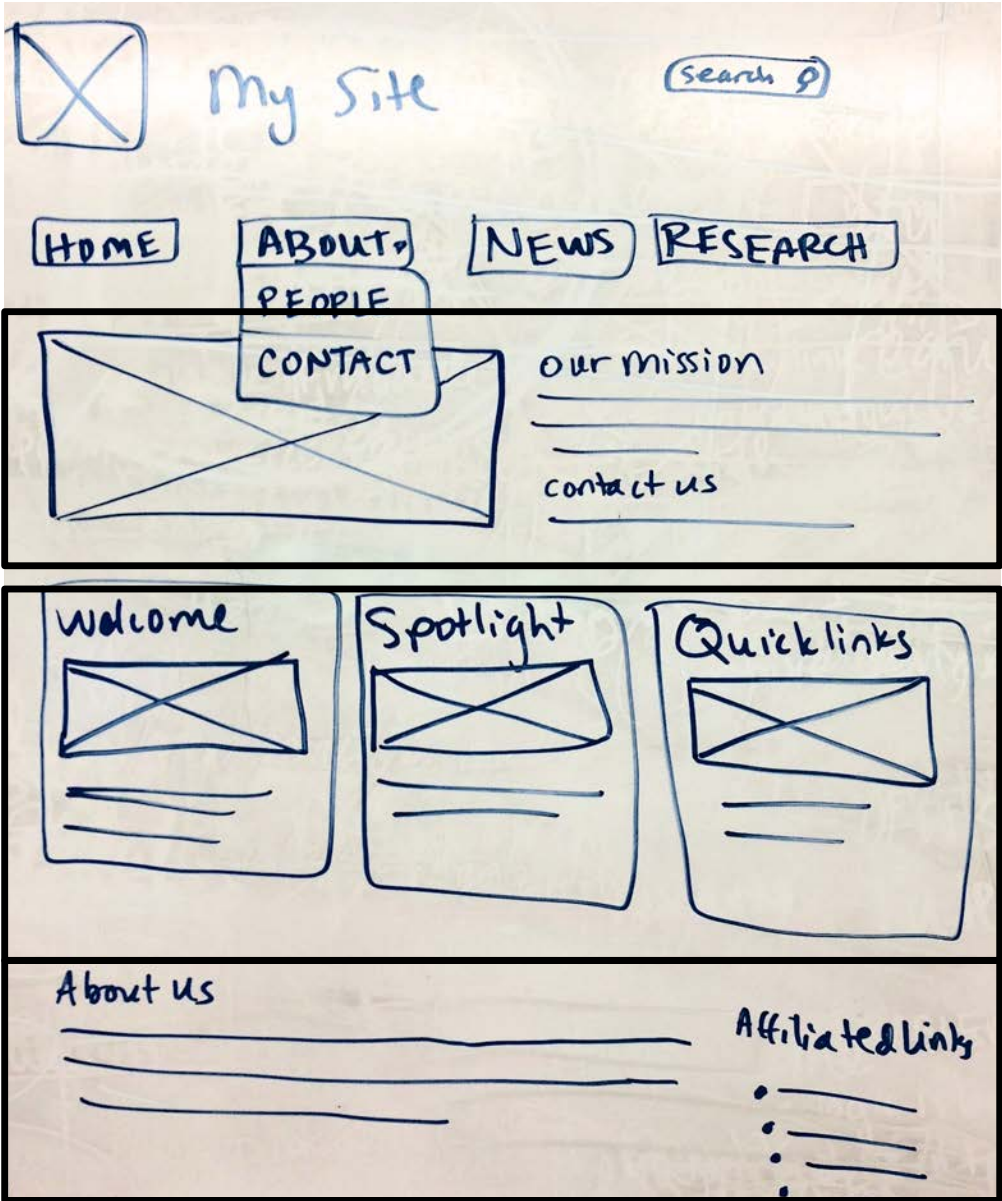 My Site
search
HOME
ABOUT
NEWS
RESEARCH
PEOPLE
CONTACT
our mission
contact us
Welcome
Spotlight
Quicklinks
About us
Affiliated links